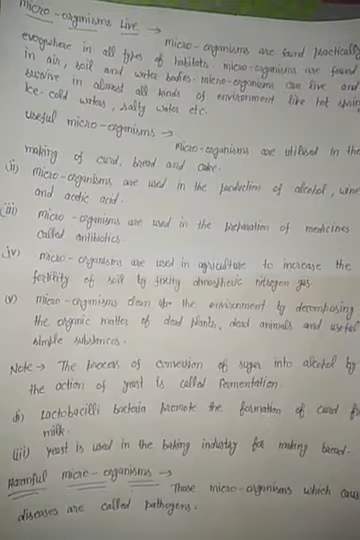 Micro-organisms Live →
micro-organisms are found practically
everywhere in all types of habitats. micro-organisms are found
in air, soil and water bodies. micro-organisms can live and
survive in almost all kinds of environment like hot spring
Ice-cold waters, salty water etc.
Useful micro-organisms →
micro-organisms are utilised in the
making of curd, bread and cake.
(ii) micro-organisms are used in the production of alcohol, wine
and acetic acid.
(iii) micro-organisms are used in the preparation of medicines
called antibiotics.
(iv) micro-organisms are used in agriculture to increase the
fertility of soil by fixing atmospheric nitrogen gas.
(v) micro-organisms clean the environment by decomposing
the organic matter of dead plants, dead animals and useful
simple substances.
Note → The process of conversion of sugar into alcohol by
the action of yeast is called fermentation.
Lactobacilli bacteria promote the formation of curd
milk.
(iii) yeast is used in the baking industry for making bread.
Harmful micro-organisms →
Those micro-organisms which caus
diseases are called pathogens.